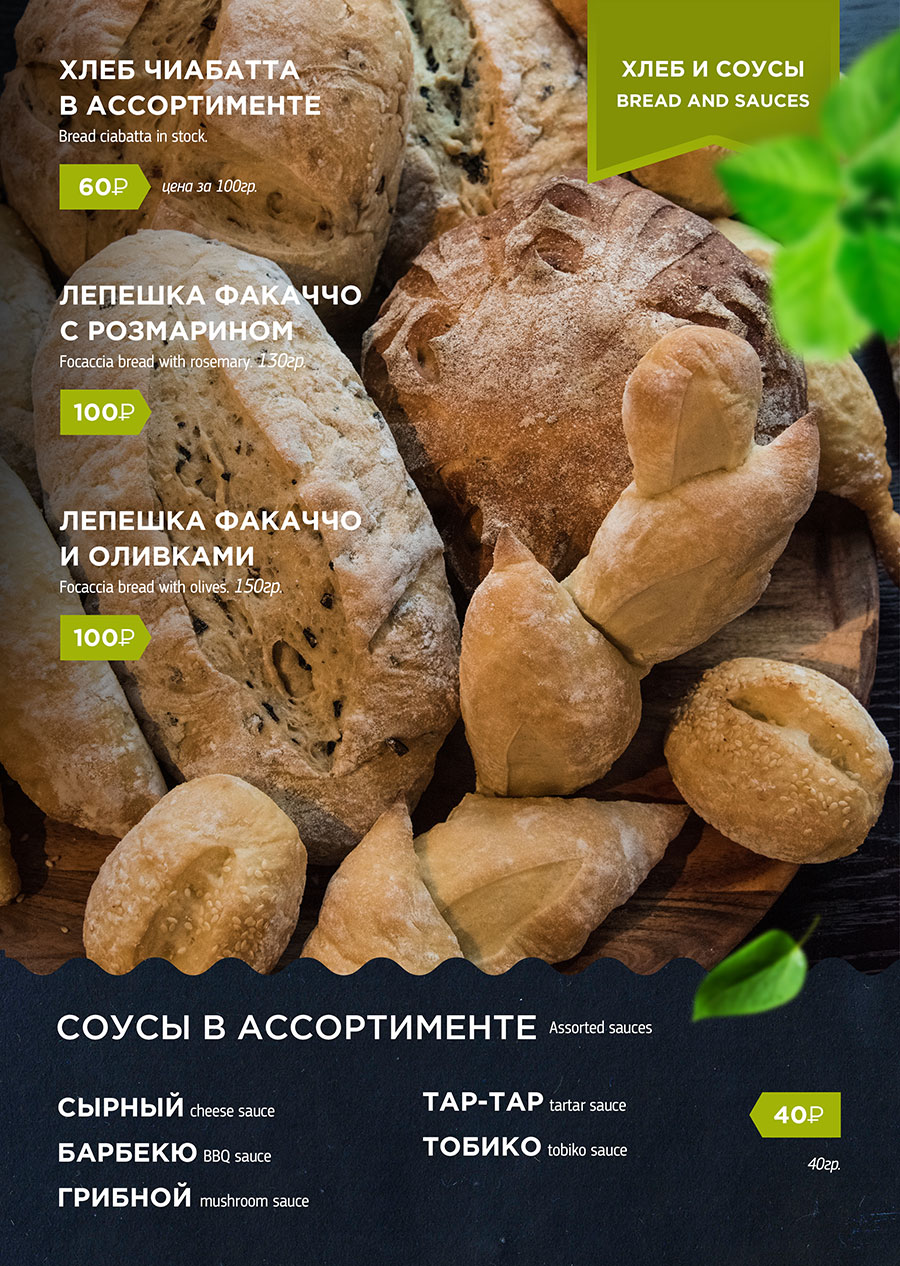 ХЛЕБ И СОУСЫ
BREAD AND SAUCES
ХЛЕБ ЧИАБАТТА
В АССОРТИМЕНТЕ
Bread ciabatta in stock.
60₽ цена за 100гр.
ЛЕПЕШКА ФАКАЧЧО
С РОЗМАРИНОМ
Focaccia bread with rosemary. 130гр.
100₽
ЛЕПЕШКА ФАКАЧЧО
И ОЛИВКАМИ
Focaccia bread with olives. 150гр.
100₽
СОУСЫ В АССОРТИМЕНТЕ Assorted sauces
СЫРНЫЙ cheese sauce
БАРБЕКЮ BBQ sauce
ГРИБНОЙ mushroom sauce
ТАР-ТАР tartar sauce
ТОБИКО tobiko sauce
40₽
40гр.